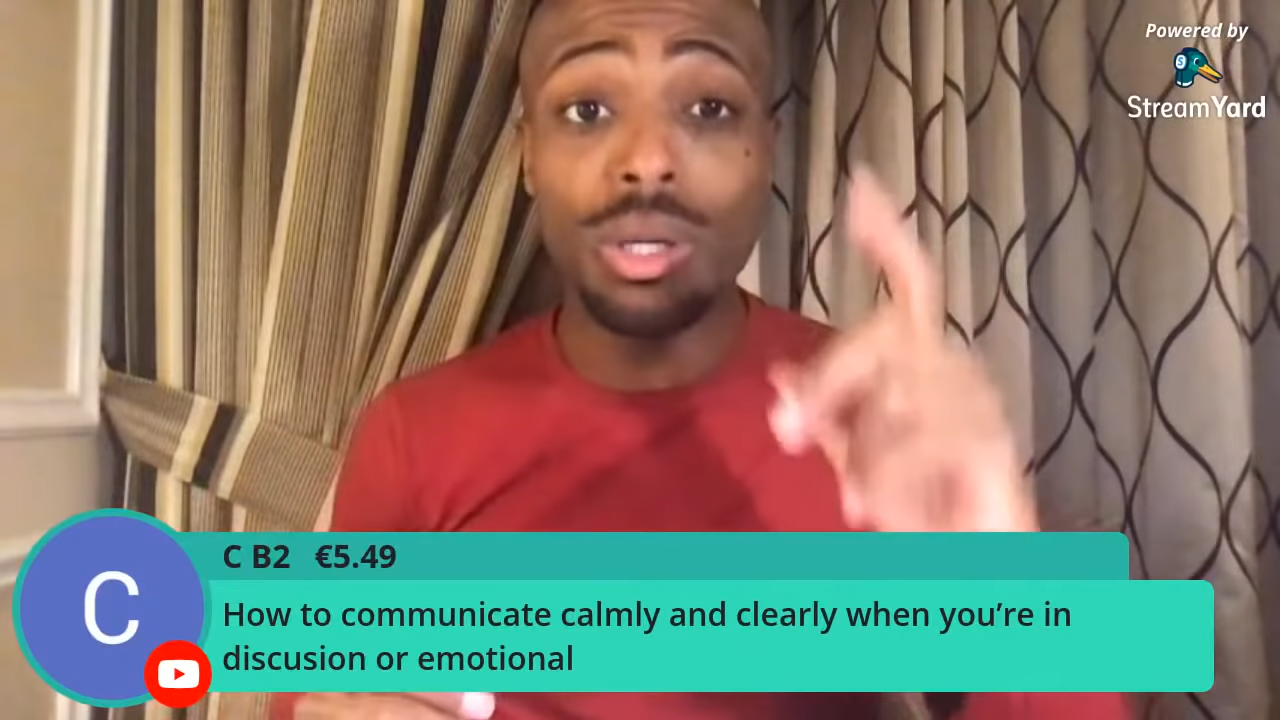 Powered by
StreamYard
C B2 €5.49
How to communicate calmly and clearly when you’re in
discusion or emotional
C